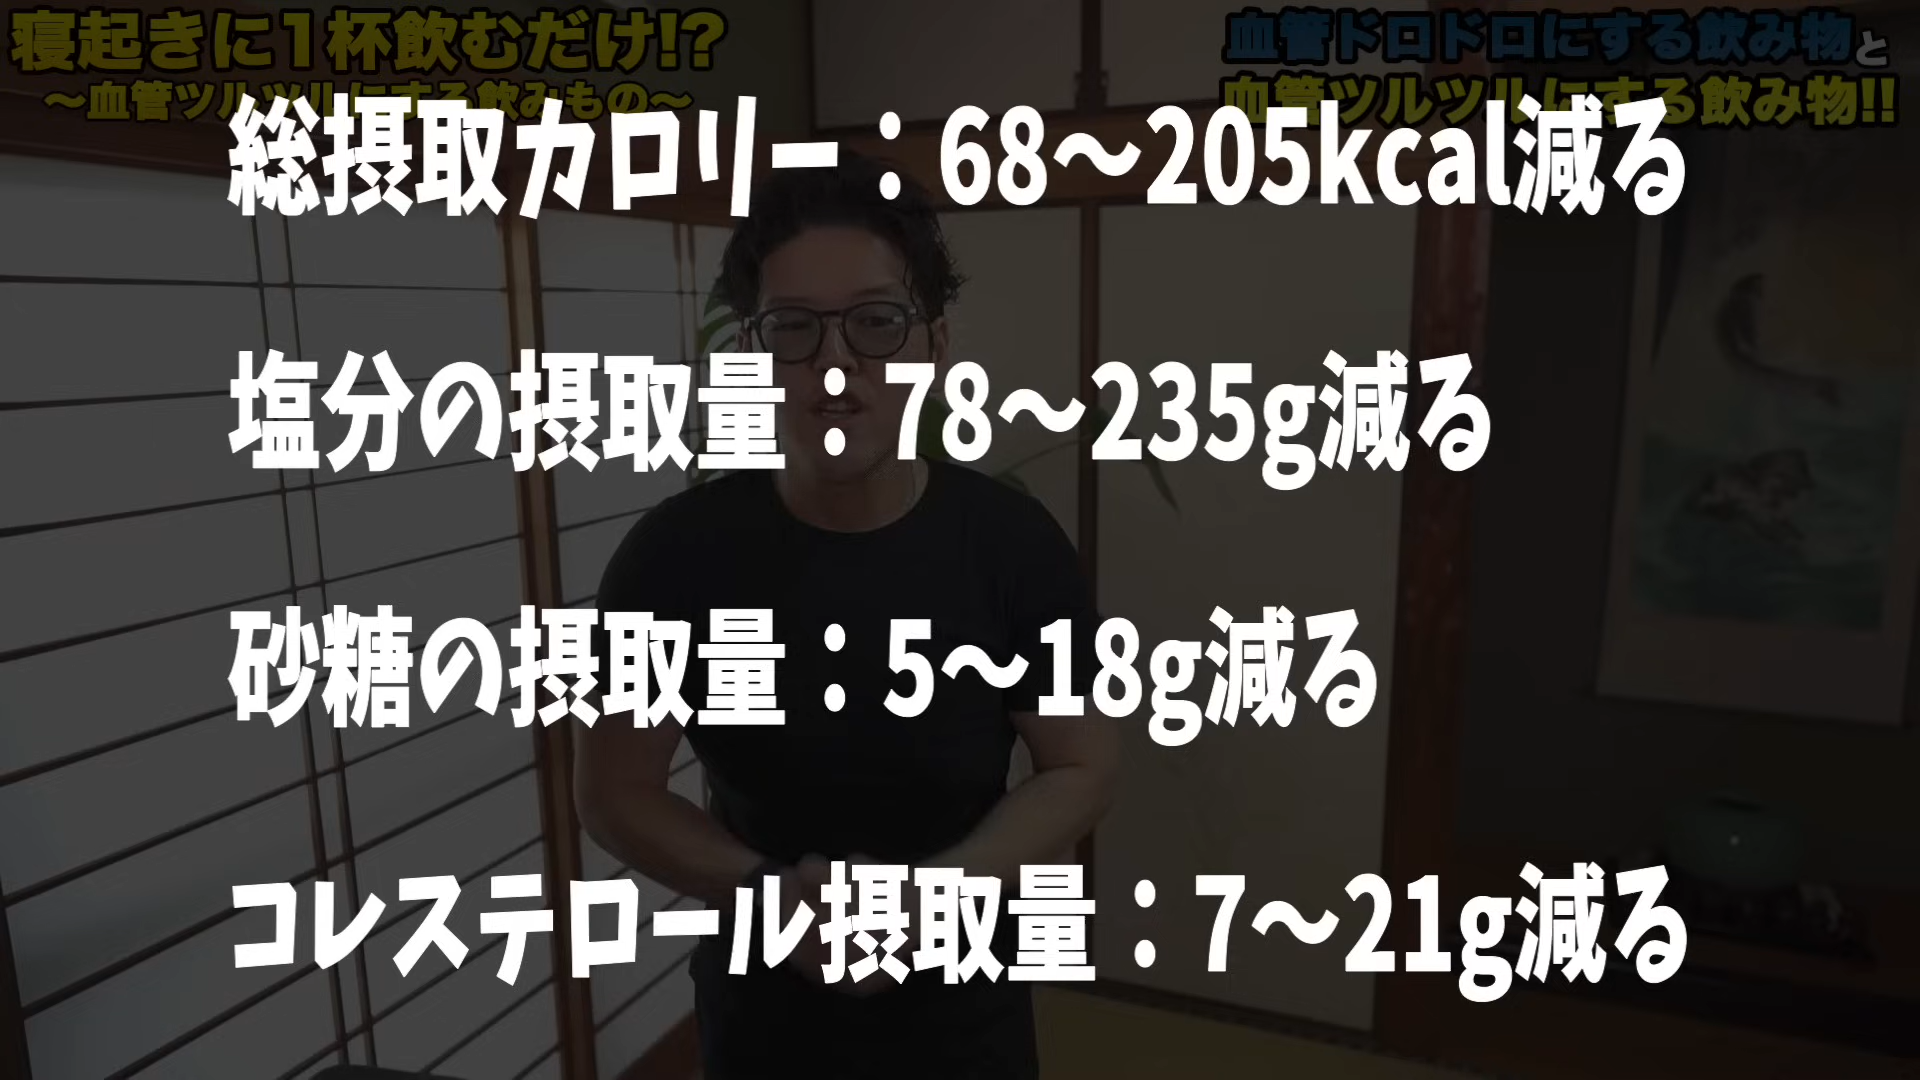 寝起きに1杯飲むだけ!?
～血管ツルツルにする飲みもの～
血管ドロドロにする飲み物と
血管ツルツルにする飲み物!!
総摂取カロリー：68～205kcal減る
塩分の摂取量：78～235g減る
砂糖の摂取量：5～18g減る
コレステロール摂取量：7～21g減る